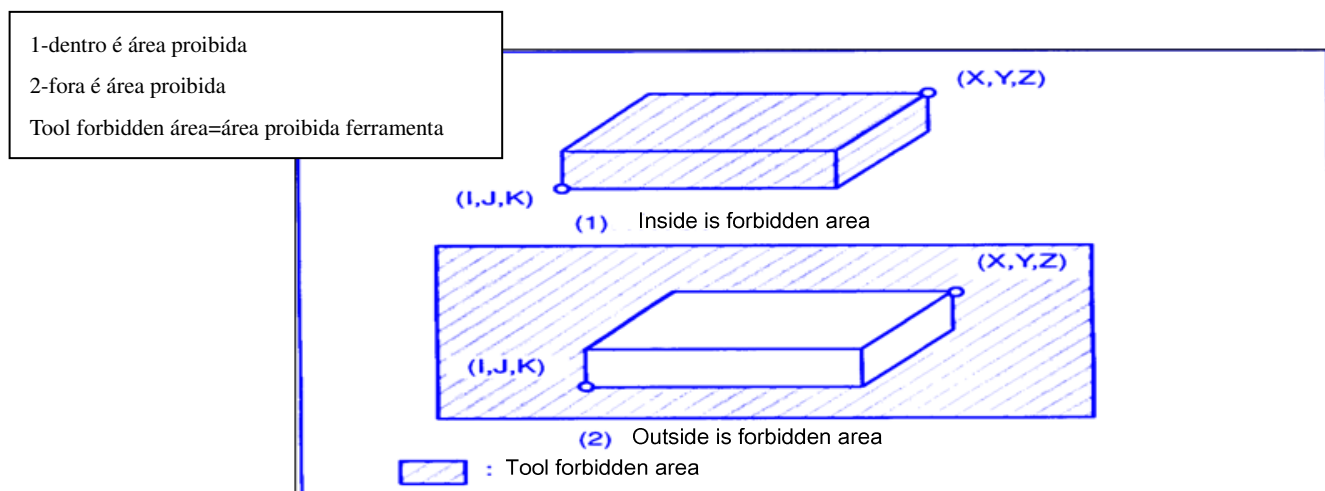 1-dentro é área proibida
2-fora é área proibida
Tool forbidden área=área proibida ferramenta
(X,Y,Z)
(I,J,K)
(1) Inside is forbidden area
(X,Y,Z)
(I,J,K)
(2) Outside is forbidden area
: Tool forbidden area